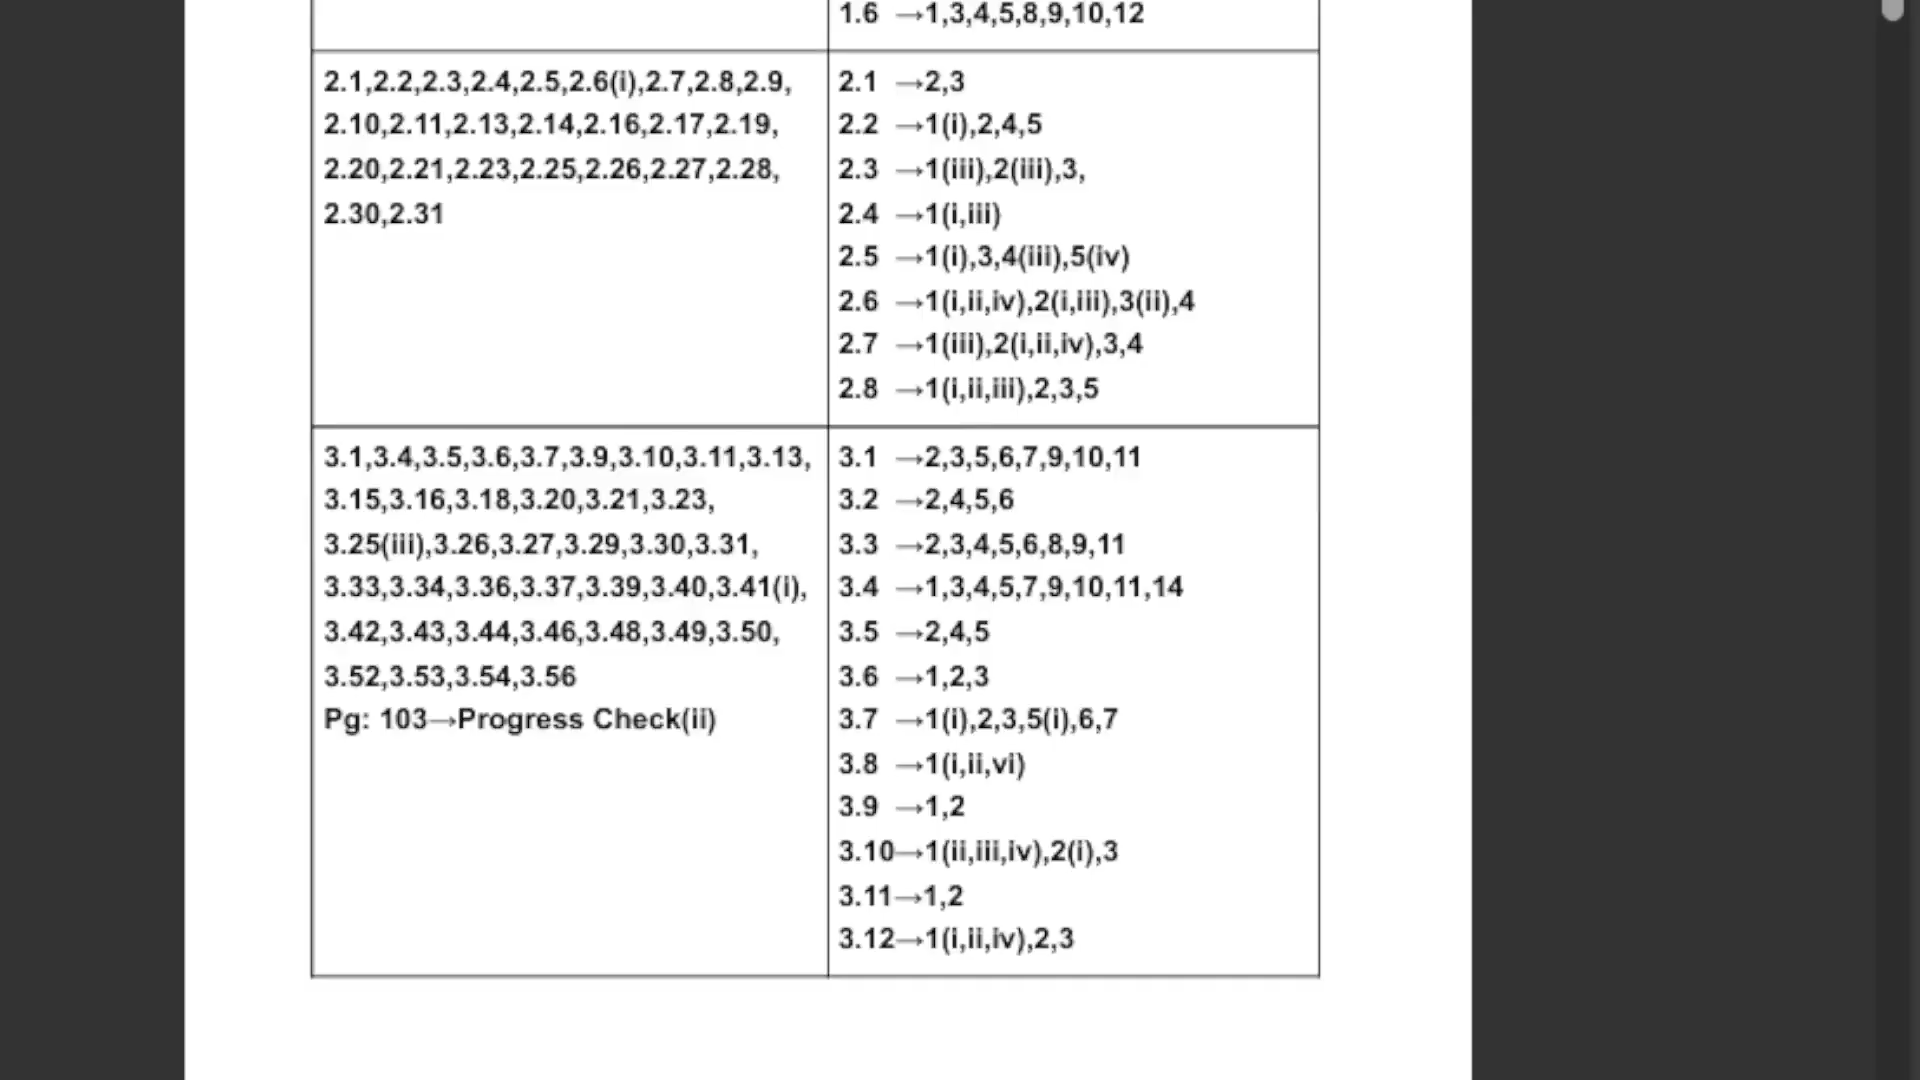 1.6 →1,3,4,5,8,9,10,12
2.1,2.2,2.3,2.4,2.5,2.6(i),2.7,2.8,2.9,
2.10,2.11,2.13,2.14,2.16,2.17,2.19,
2.20,2.21,2.23,2.25,2.26,2.27,2.28,
2.30,2.31
2.1 →2,3
2.2 →1(i),2,4,5
2.3 →1(iii),2(iii),3,
2.4 →1(i,iii)
2.5 →1(i),3,4(iii),5(iv)
2.6 →1(i,ii,iv),2(i,iii),3(ii),4
2.7 →1(iii),2(i,ii,iv),3,4
2.8 →1(i,ii,iii),2,3,5
3.1,3.4,3.5,3.6,3.7,3.9,3.10,3.11,3.13,
3.15,3.16,3.18,3.20,3.21,3.23,
3.25(iii),3.26,3.27,3.29,3.30,3.31,
3.33,3.34,3.36,3.37,3.39,3.40,3.41(i),
3.42,3.43,3.44,3.46,3.48,3.49,3.50,
3.52,3.53,3.54,3.56
Pg: 103→Progress Check(ii)
3.1 →2,3,5,6,7,9,10,11
3.2 →2,4,5,6
3.3 →2,3,4,5,6,8,9,11
3.4 →1,3,4,5,7,9,10,11,14
3.5 →2,4,5
3.6 →1,2,3
3.7 →1(i),2,3,5(i),6,7
3.8 →1(i,ii,vi)
3.9 →1,2
3.10→1(ii,iii,iv),2(i),3
3.11→1,2
3.12→1(i,ii,iv),2,3